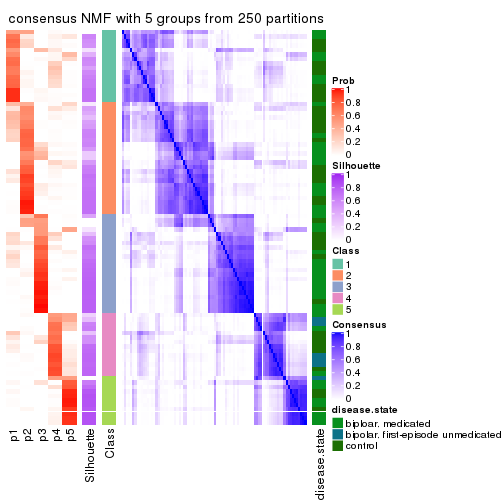 consensus NMF with 5 groups from 250 partitions
Prob
1
0.8
0.6
0.4
0.2
0
Silhouette
1
0.8
0.6
0.4
0.2
0
Class
1
2
3
4
5
Consensus
1
0.8
0.6
0.4
0.2
0
disease.state
biploar. medicated
bipolar. first-episode unmedicated
control
p1
p2
p3
p4
p5
Silhouette
Class
disease.state